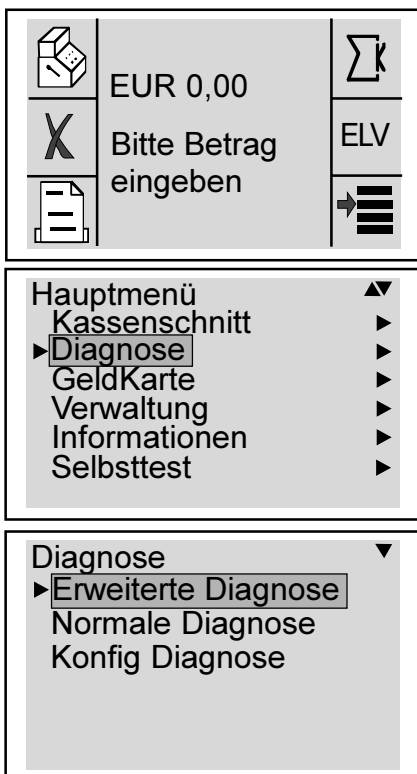 EUR 0,00
Bitte Betrag
eingeben
ELV
Hauptmenü
Kassenschnitt
Diagnose
GeldKarte
Verwaltung
Informationen
Selbsttest
Diagnose
Erweiterte Diagnose
Normale Diagnose
Konfig Diagnose